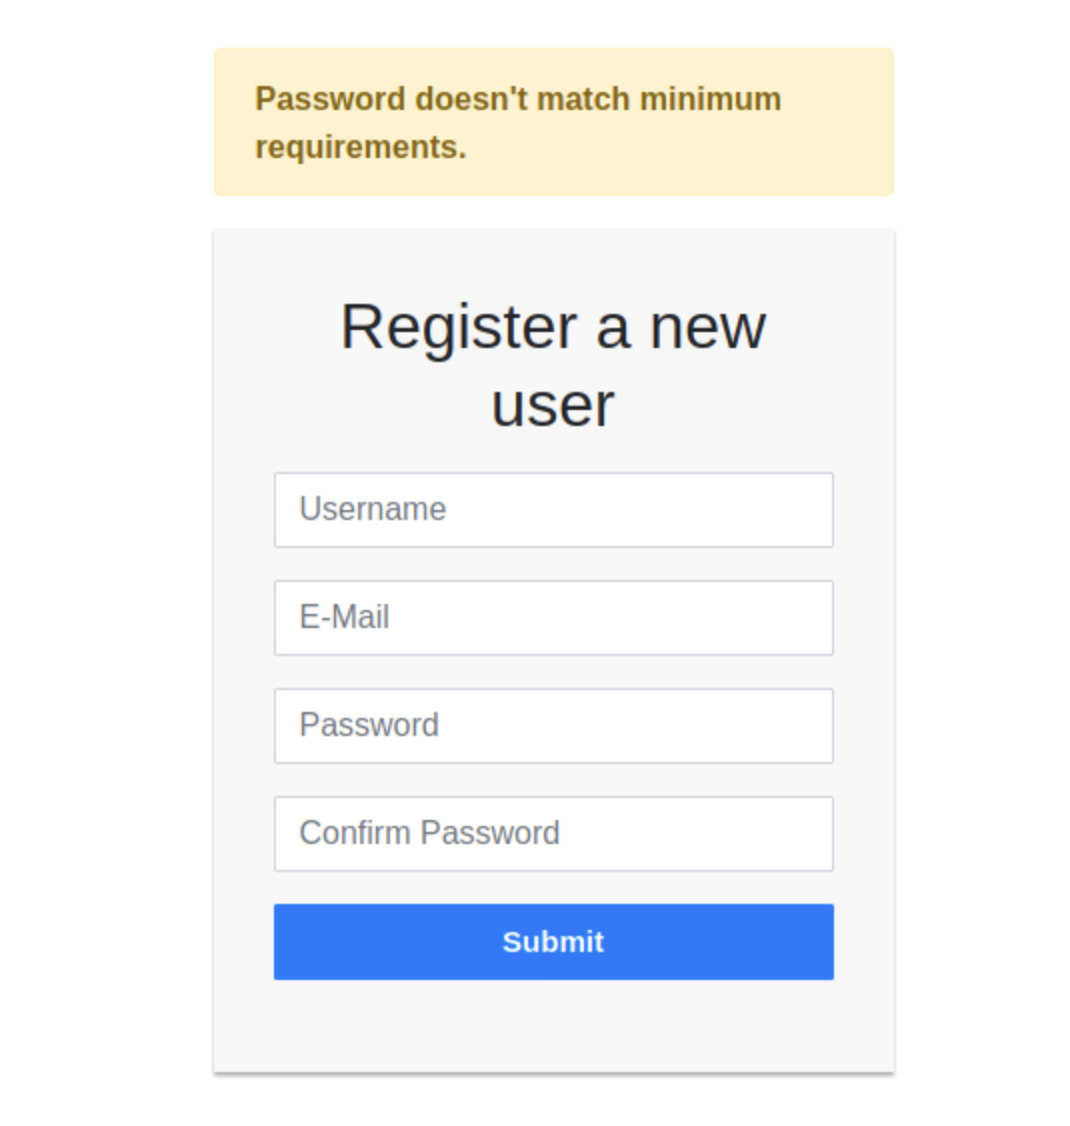 Password doesn't match minimum
requirements.
Register a new
user
Username
E-Mail
Password
Confirm Password
Submit